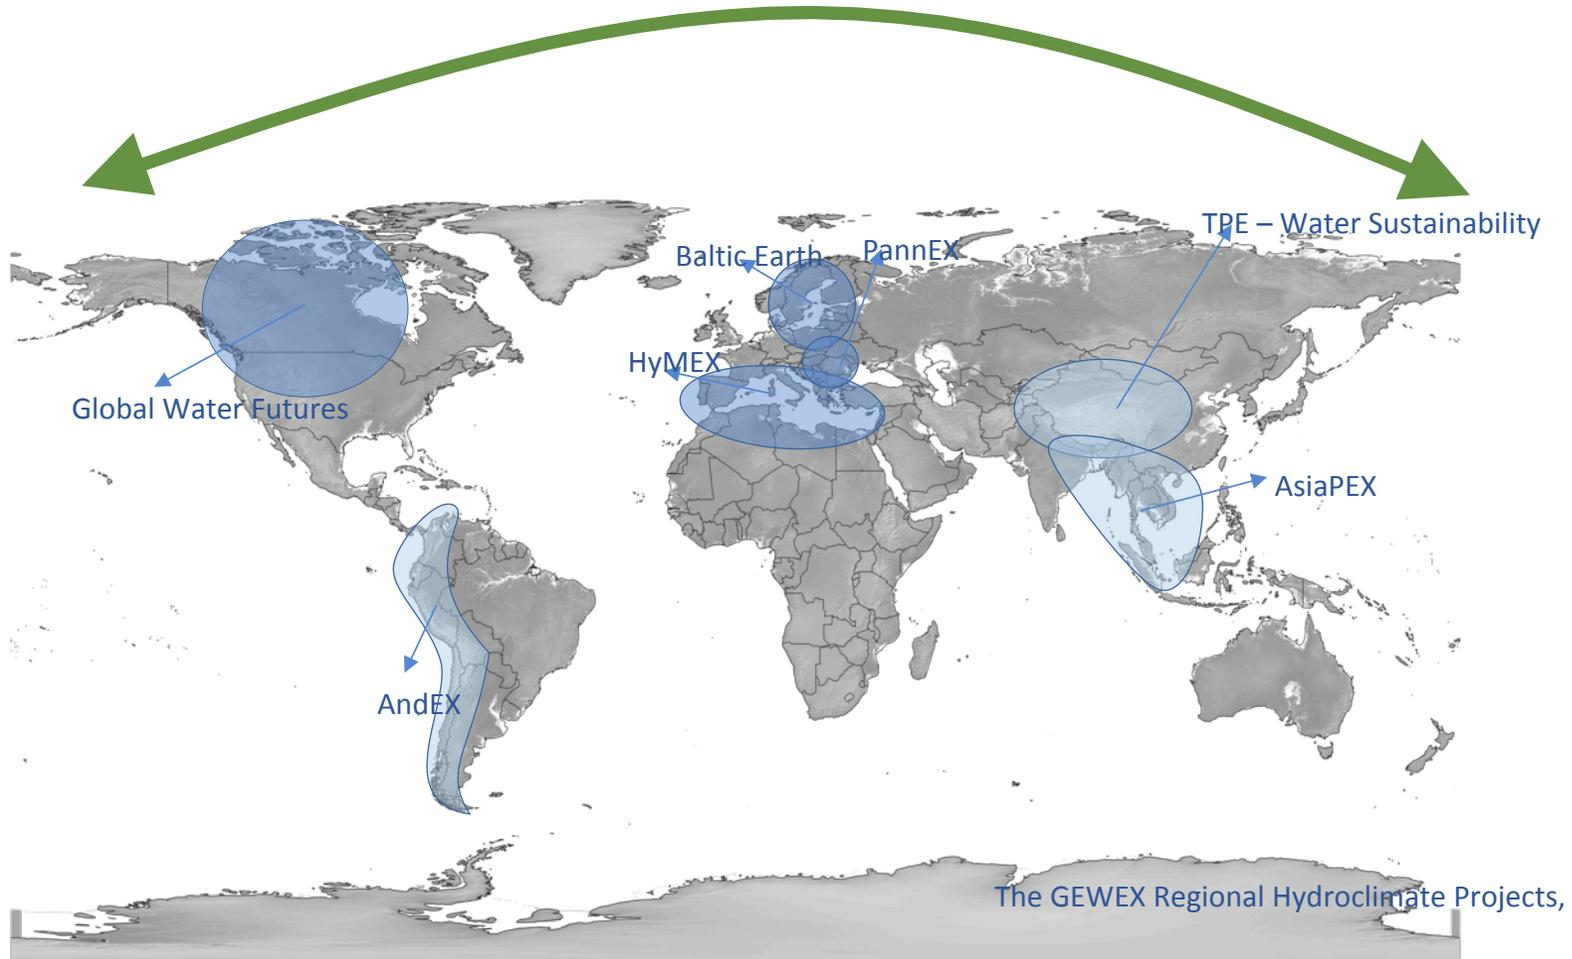 TPE – Water Sustainability
Baltic Earth
PannEX
HyMEX
Global Water Futures
AsiaPEX
AndEX
The GEWEX Regional Hydroclimate Projects,